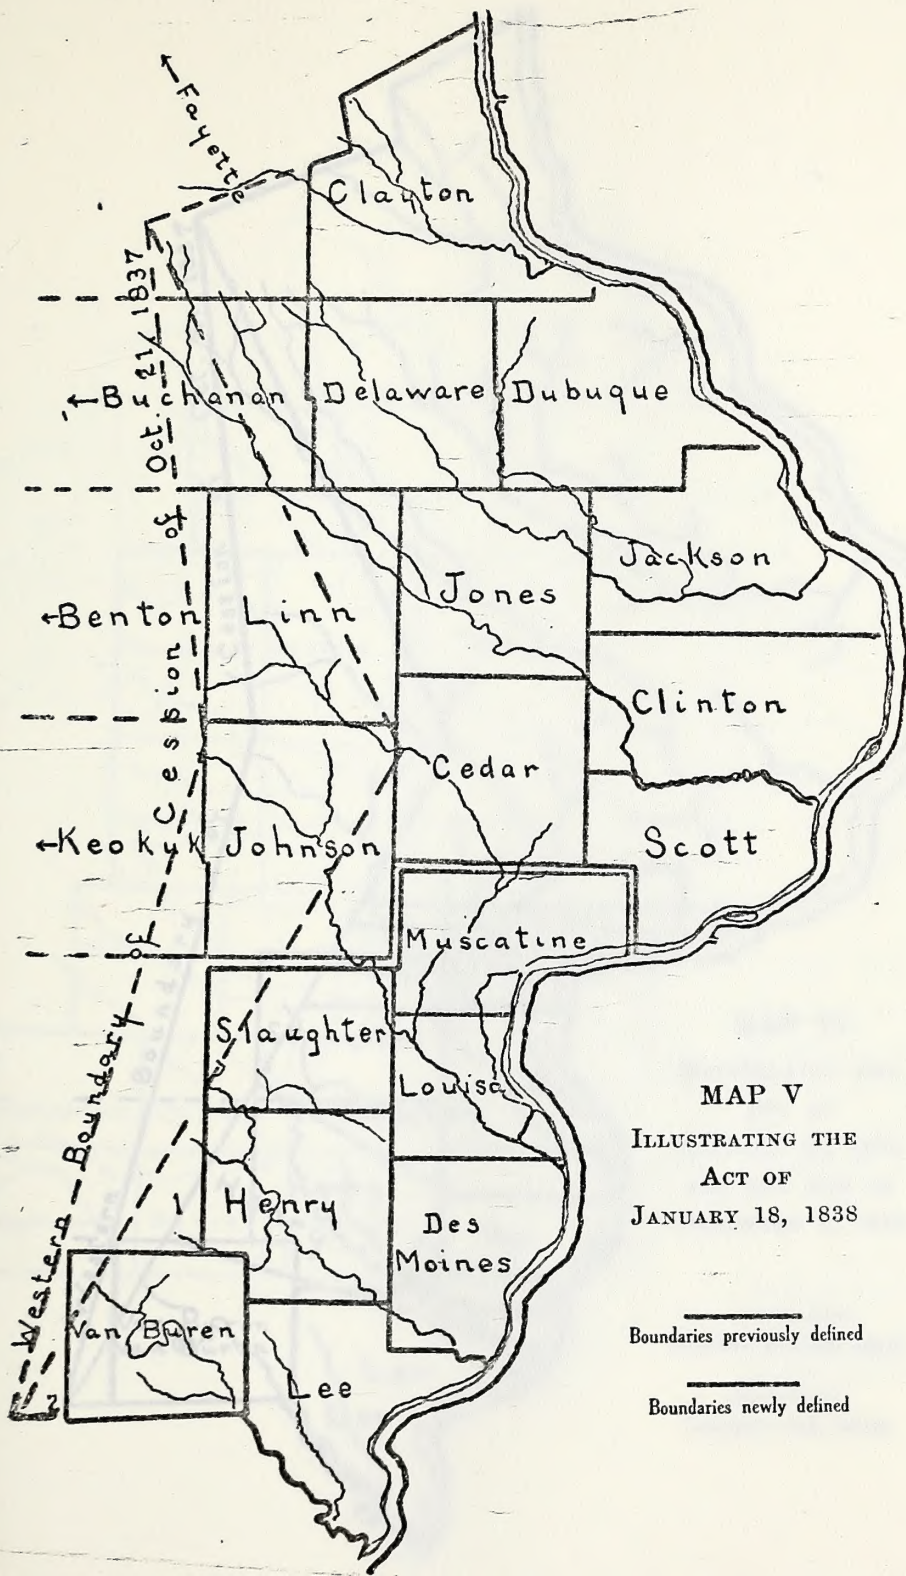 ←Fayette
Clayton
←Buchanan
Delaware
Dubuque
←Benton
Linn
Jones
Jackson
Clinton
←Keokuk
Johnson
Cedar
Scott
Muscatine
Slaughter
Louisa
Henry
Des
Moines
Van Buren
Lee
Western Boundary of Cession of Oct. 21, 1837
1
2
MAP V
ILLUSTRATING THE
ACT OF
JANUARY 18, 1838
Boundaries previously defined
Boundaries newly defined